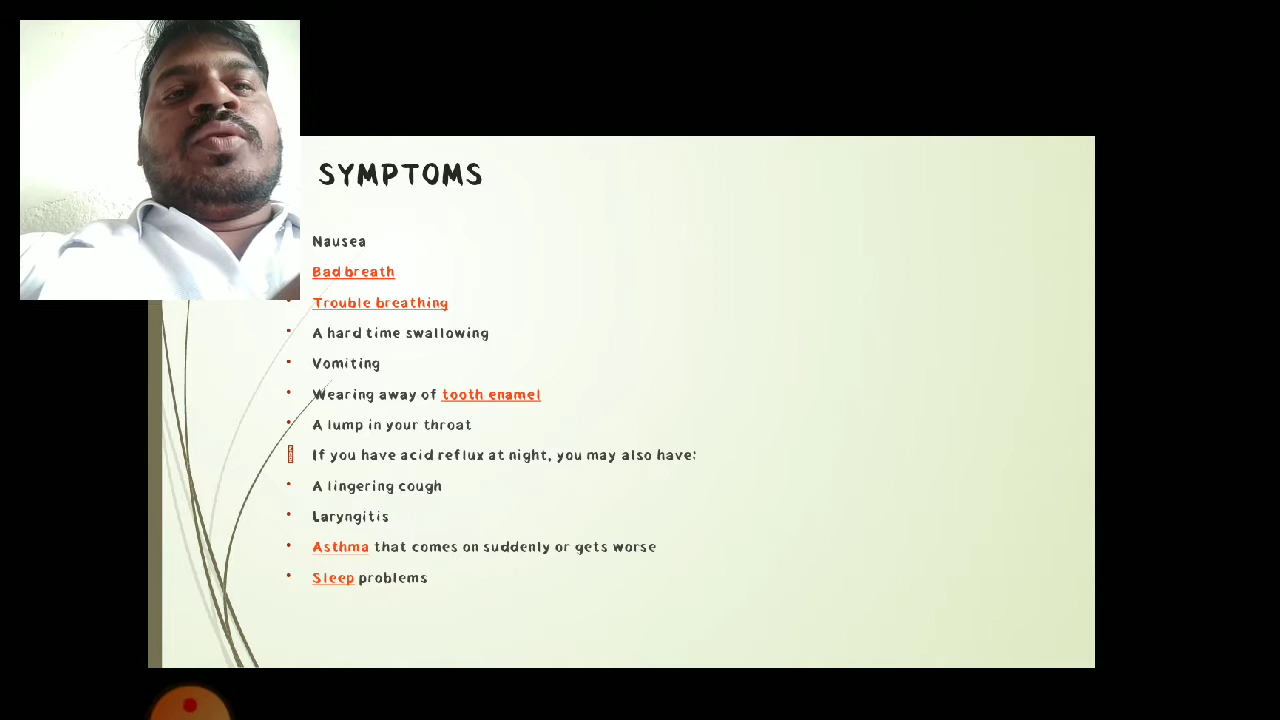 SYMPTOMS
Nausea
Bad breath
• Trouble breathing
• A hard time swallowing
• Vomiting
• Wearing away of tooth enamel
• A lump in your throat
If you have acid reflux at night, you may also have:
• A lingering cough
• Laryngitis
• Asthma that comes on suddenly or gets worse
• Sleep problems